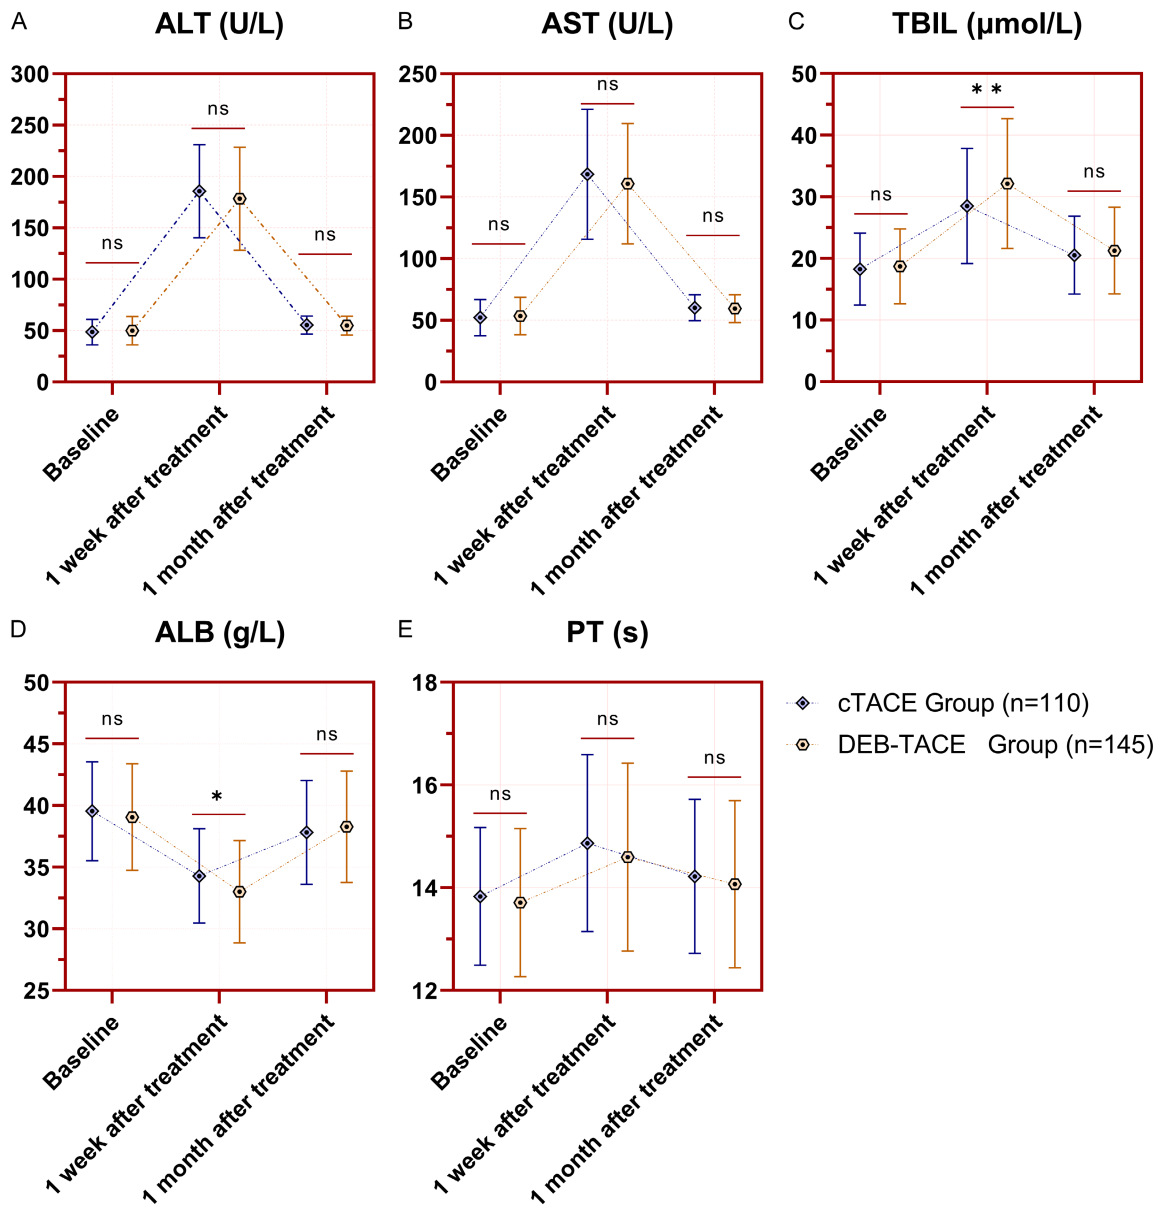 A
ALT (U/L)
300
250
200
150
100
50
0
ns
ns
ns
Baseline
1 week after treatment
1 month after treatment
B
AST (U/L)
250
200
150
100
50
0
ns
ns
ns
Baseline
1 week after treatment
1 month after treatment
C
TBIL (μmol/L)
50
40
30
20
10
0
ns
**
ns
Baseline
1 week after treatment
1 month after treatment
D
ALB (g/L)
50
45
40
35
30
25
ns
*
ns
Baseline
1 week after treatment
1 month after treatment
E
PT (s)
18
16
14
12
ns
ns
ns
Baseline
1 week after treatment
1 month after treatment
cTACE Group (n=110)
DEB-TACE Group (n=145)